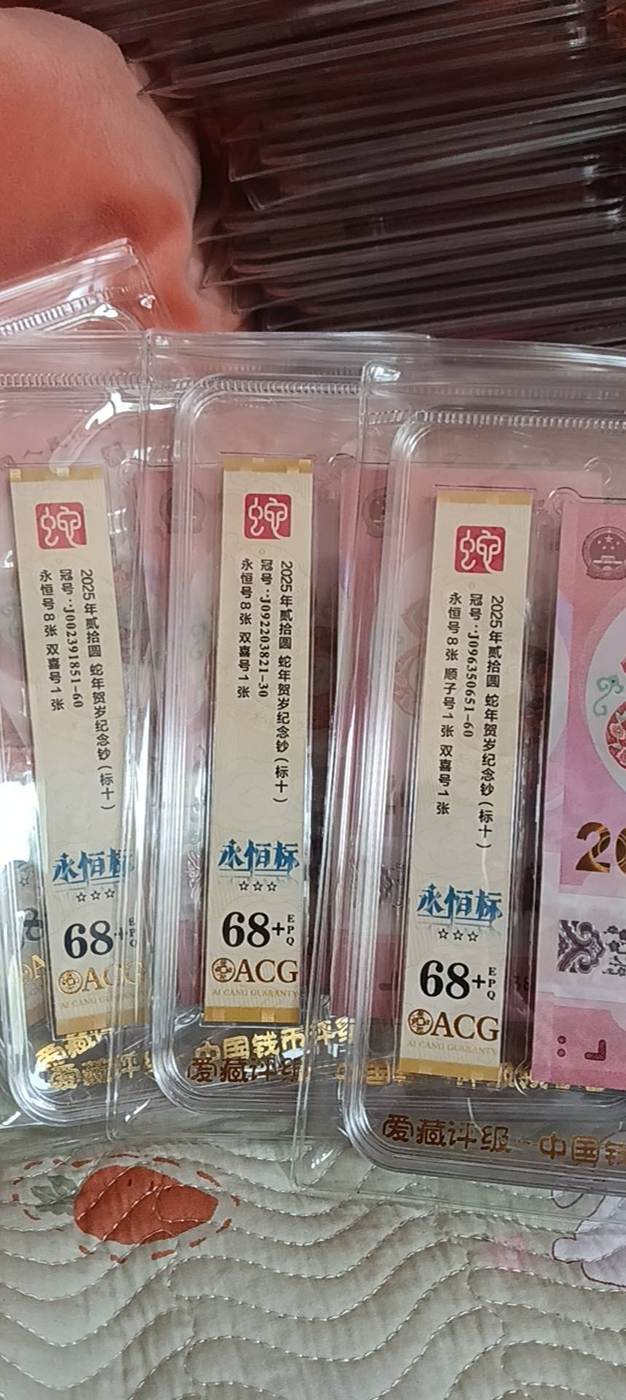 蛇
2025年贰拾圆 蛇年贺岁纪念钞(标十)
冠号:J002391851-60
永恒号8张 双喜号1张
永恒标
☆☆☆
68+
EPQ
ACG
蛇
2025年贰拾圆 蛇年贺岁纪念钞(标十)
冠号:J092203821-30
永恒号8张 双喜号1张
永恒标
☆☆☆
68+
EPQ
ACG
AI CANG GUARANTY
中国钱币评级
爱藏评级
蛇
2025年贰拾圆 蛇年贺岁纪念钞(标十)
冠号:J096350651-60
永恒号8张 顺子号1张 双喜号1张
永恒标
☆☆☆
68+
EPQ
ACG
AI CANG GUARANTY
爱藏评级 中国钱
20